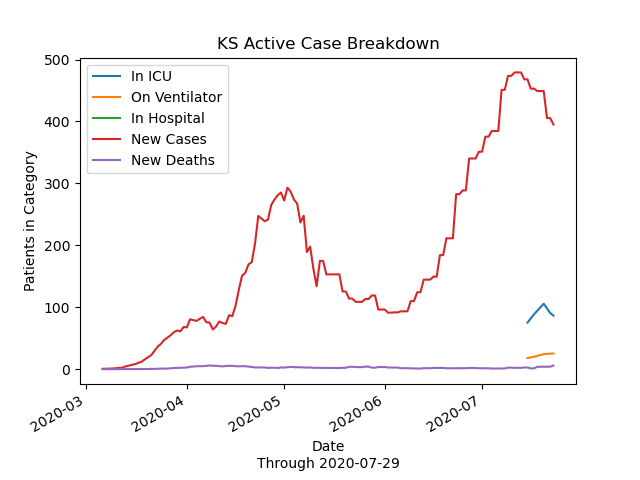 KS Active Case Breakdown
In ICU
On Ventilator
In Hospital
New Cases
New Deaths
Patients in Category
500
400
300
200
100
0
2020-03
2020-04
2020-05
2020-06
2020-07
Date
Through 2020-07-29